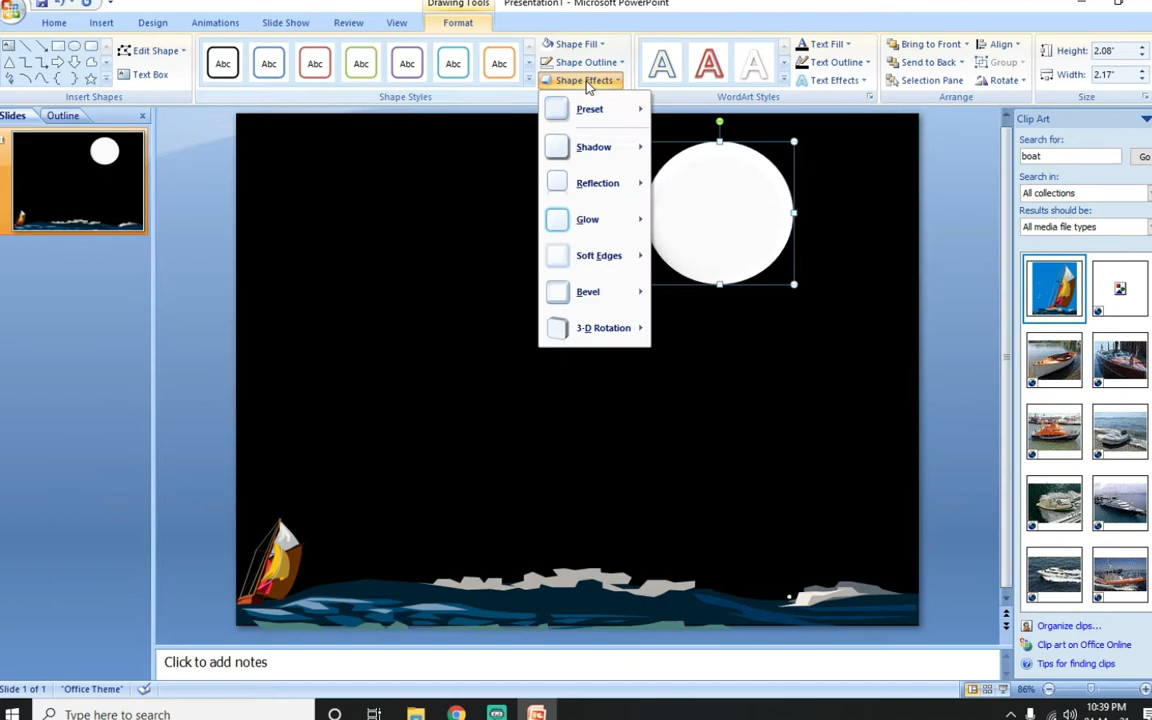 Drawing Tools Presentation1 - Microsoft PowerPoint
Home Insert Design Animations Slide Show Review View Format
Edit Shape
Text Box
Insert Shapes
Abc Abc Abc Abc Abc Abc Abc
Shape Styles
Shape Fill
Shape Outline
Shape Effects
A A A
WordArt Styles
Text Fill
Text Outline
Text Effects
Bring to Front
Send to Back
Selection Pane
Align
Group
Rotate
Arrange
Height: 2.08"
Width: 2.17"
Size
Slides Outline
1
Preset
Shadow
Reflection
Glow
Soft Edges
Bevel
3-D Rotation
Clip Art
Search for:
boat Go
Search in:
All collections
Results should be:
All media file types
Organize clips...
Clip art on Office Online
Tips for finding clips
Click to add notes
Slide 1 of 1 "Office Theme" 86%
Type here to search
10:39 PM